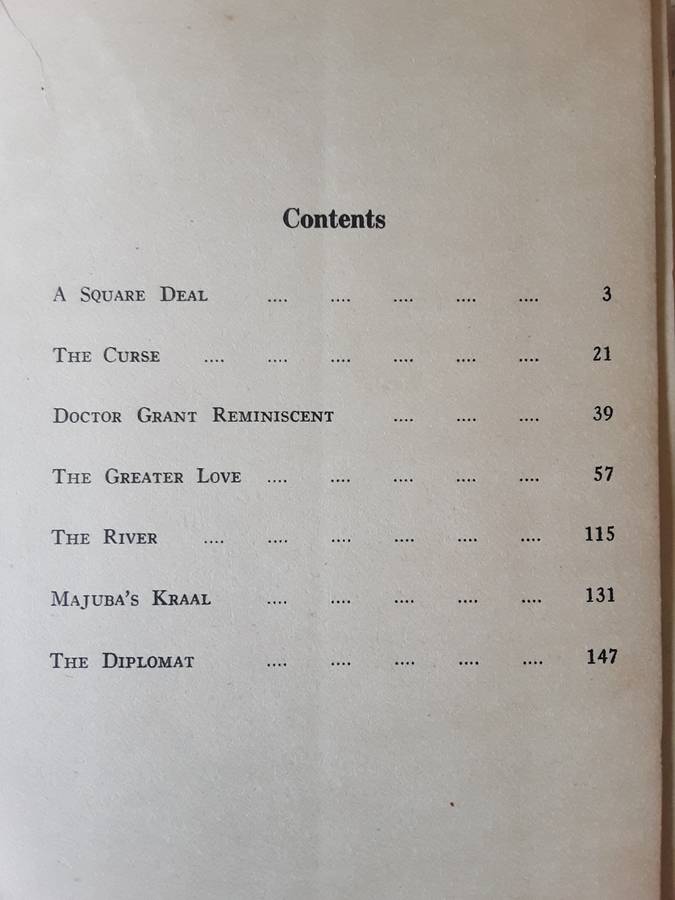 Contents
A Square Deal .... .... .... .... .... 3
The Curse .... .... .... .... .... .... 21
Doctor Grant Reminiscent .... .... .... 39
The Greater Love .... .... .... .... .... 57
The River .... .... .... .... .... .... 115
Majuba's Kraal .... .... .... .... .... 131
The Diplomat .... .... .... .... .... 147